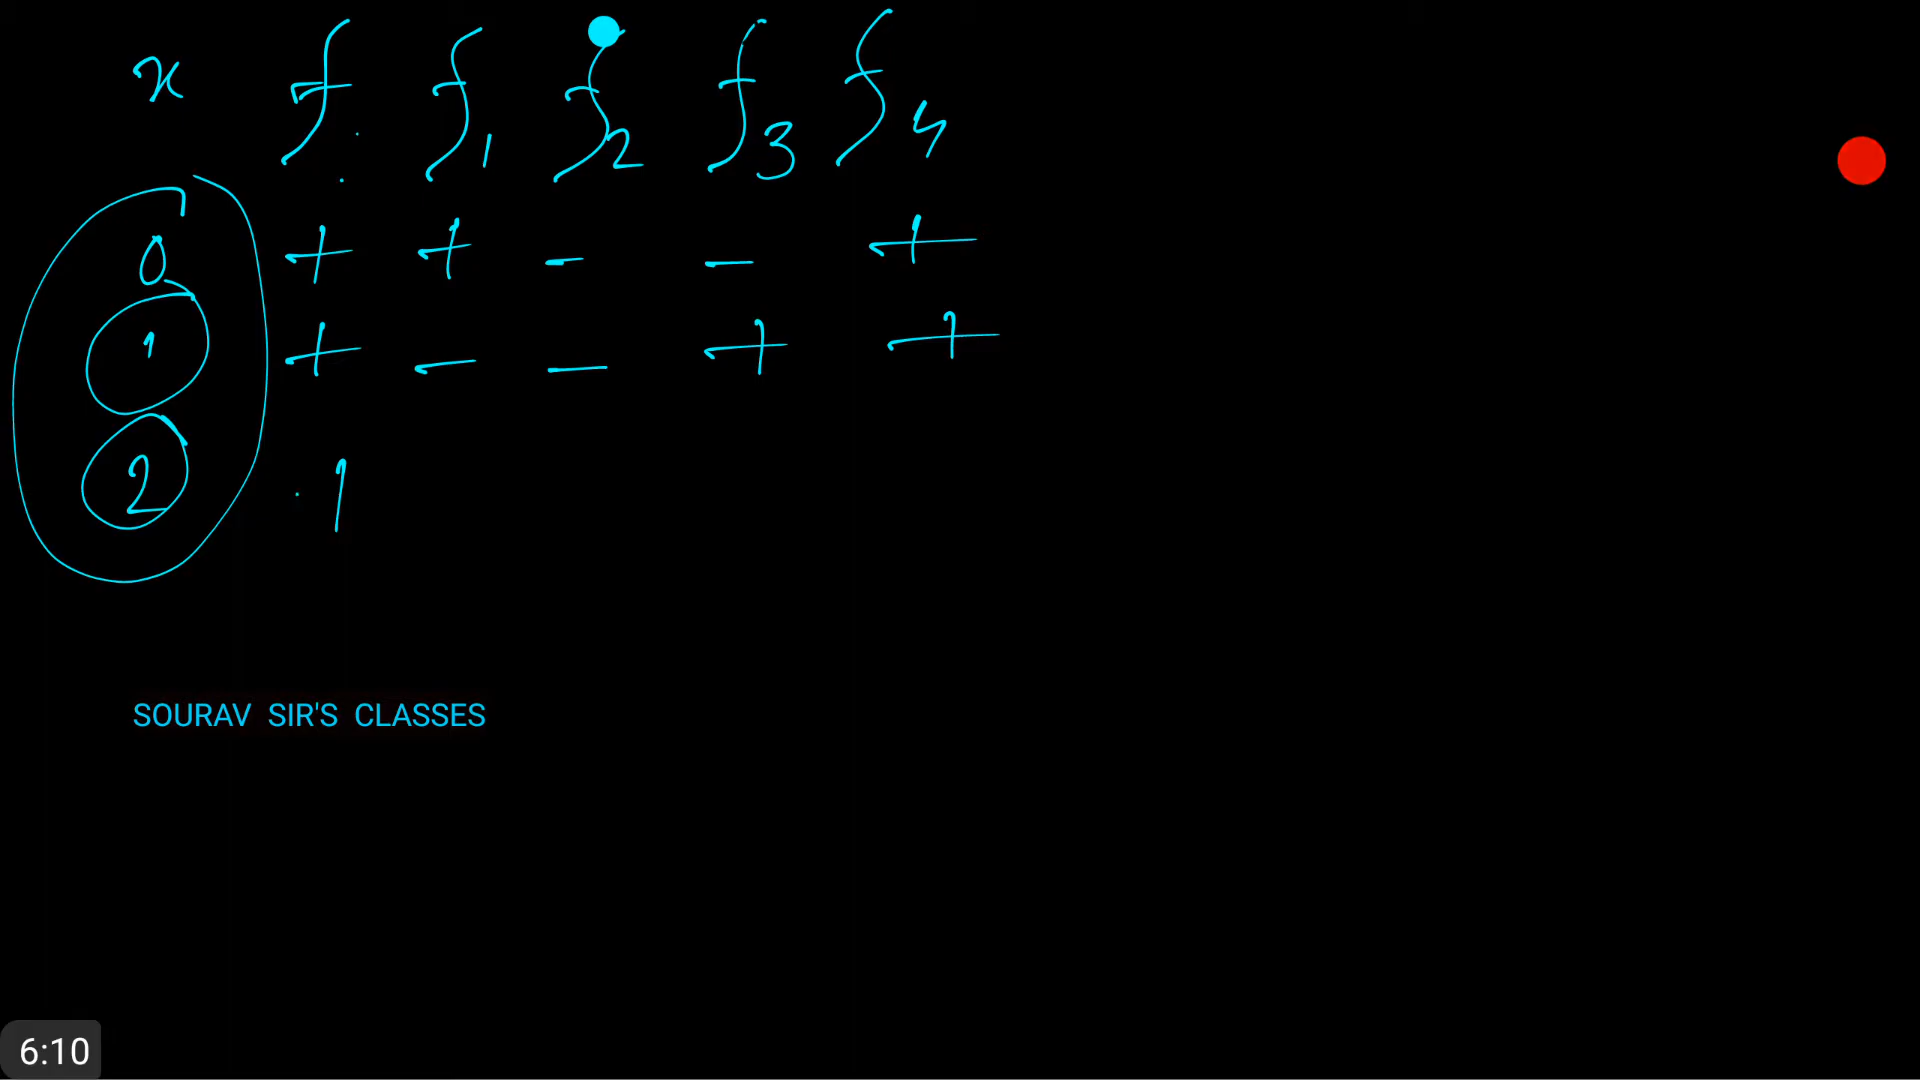 x f f1 f2 f3 f4
0 + + - - +
1 + - - + +
2 1
SOURAV SIR'S CLASSES
6:10